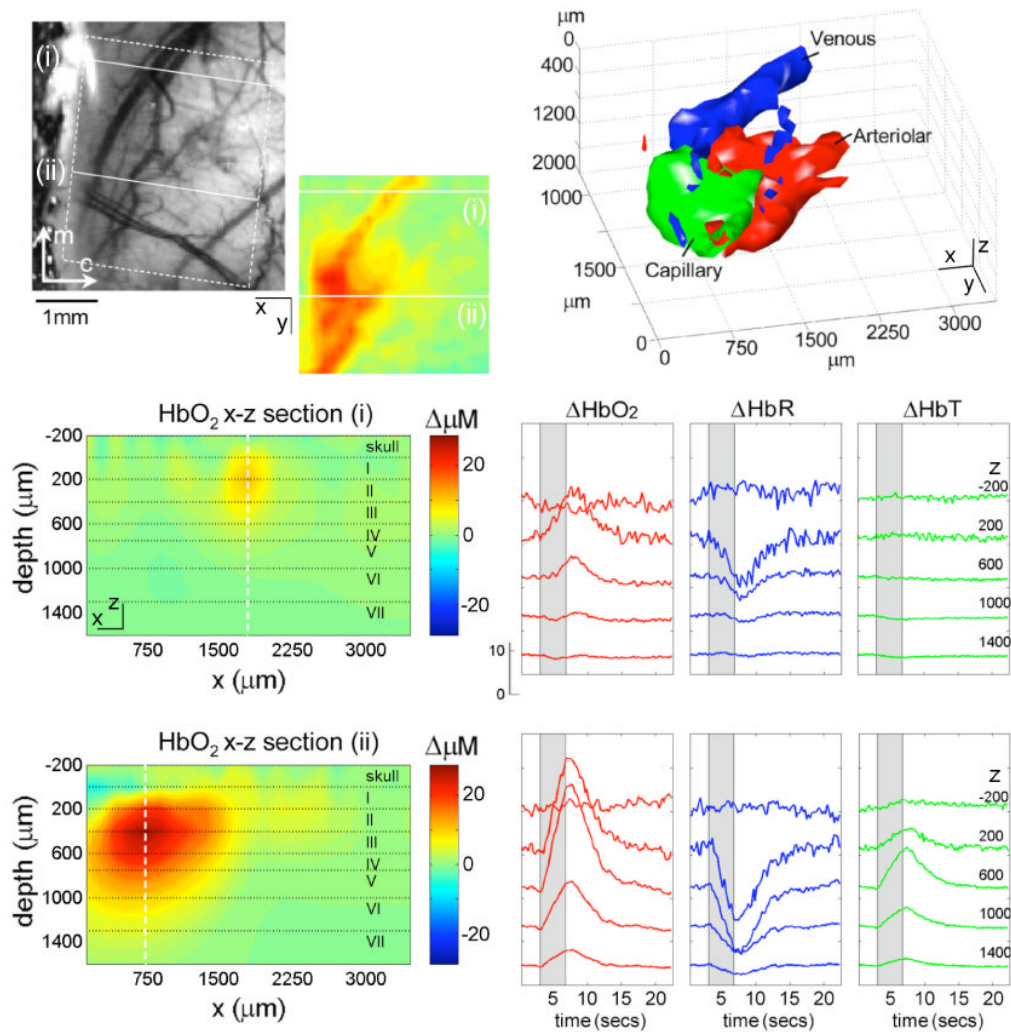 (i)
(ii)
m
c
1mm
x
y
(i)
(ii)
μm
0
400
1200
2000
1000
1500
μm
0
0
750
1500
2250
3000
μm
Venous
Arteriolar
Capillary
x
y
z
HbO2 x-z section (i)
ΔμM
-200
200
600
1000
1400
depth (μm)
skull
I
II
III
IV
V
VI
VII
x
z
750
1500
2250
3000
x (μm)
20
0
-20
ΔHbO2
ΔHbR
ΔHbT
z
-200
200
600
1000
1400
10
0
HbO2 x-z section (ii)
ΔμM
-200
200
600
1000
1400
depth (μm)
skull
I
II
III
IV
V
VI
VII
750
1500
2250
3000
x (μm)
20
0
-20
z
-200
200
600
1000
1400
5 10 15 20
5 10 15 20
5 10 15 20
time (secs)
time (secs)
time (secs)